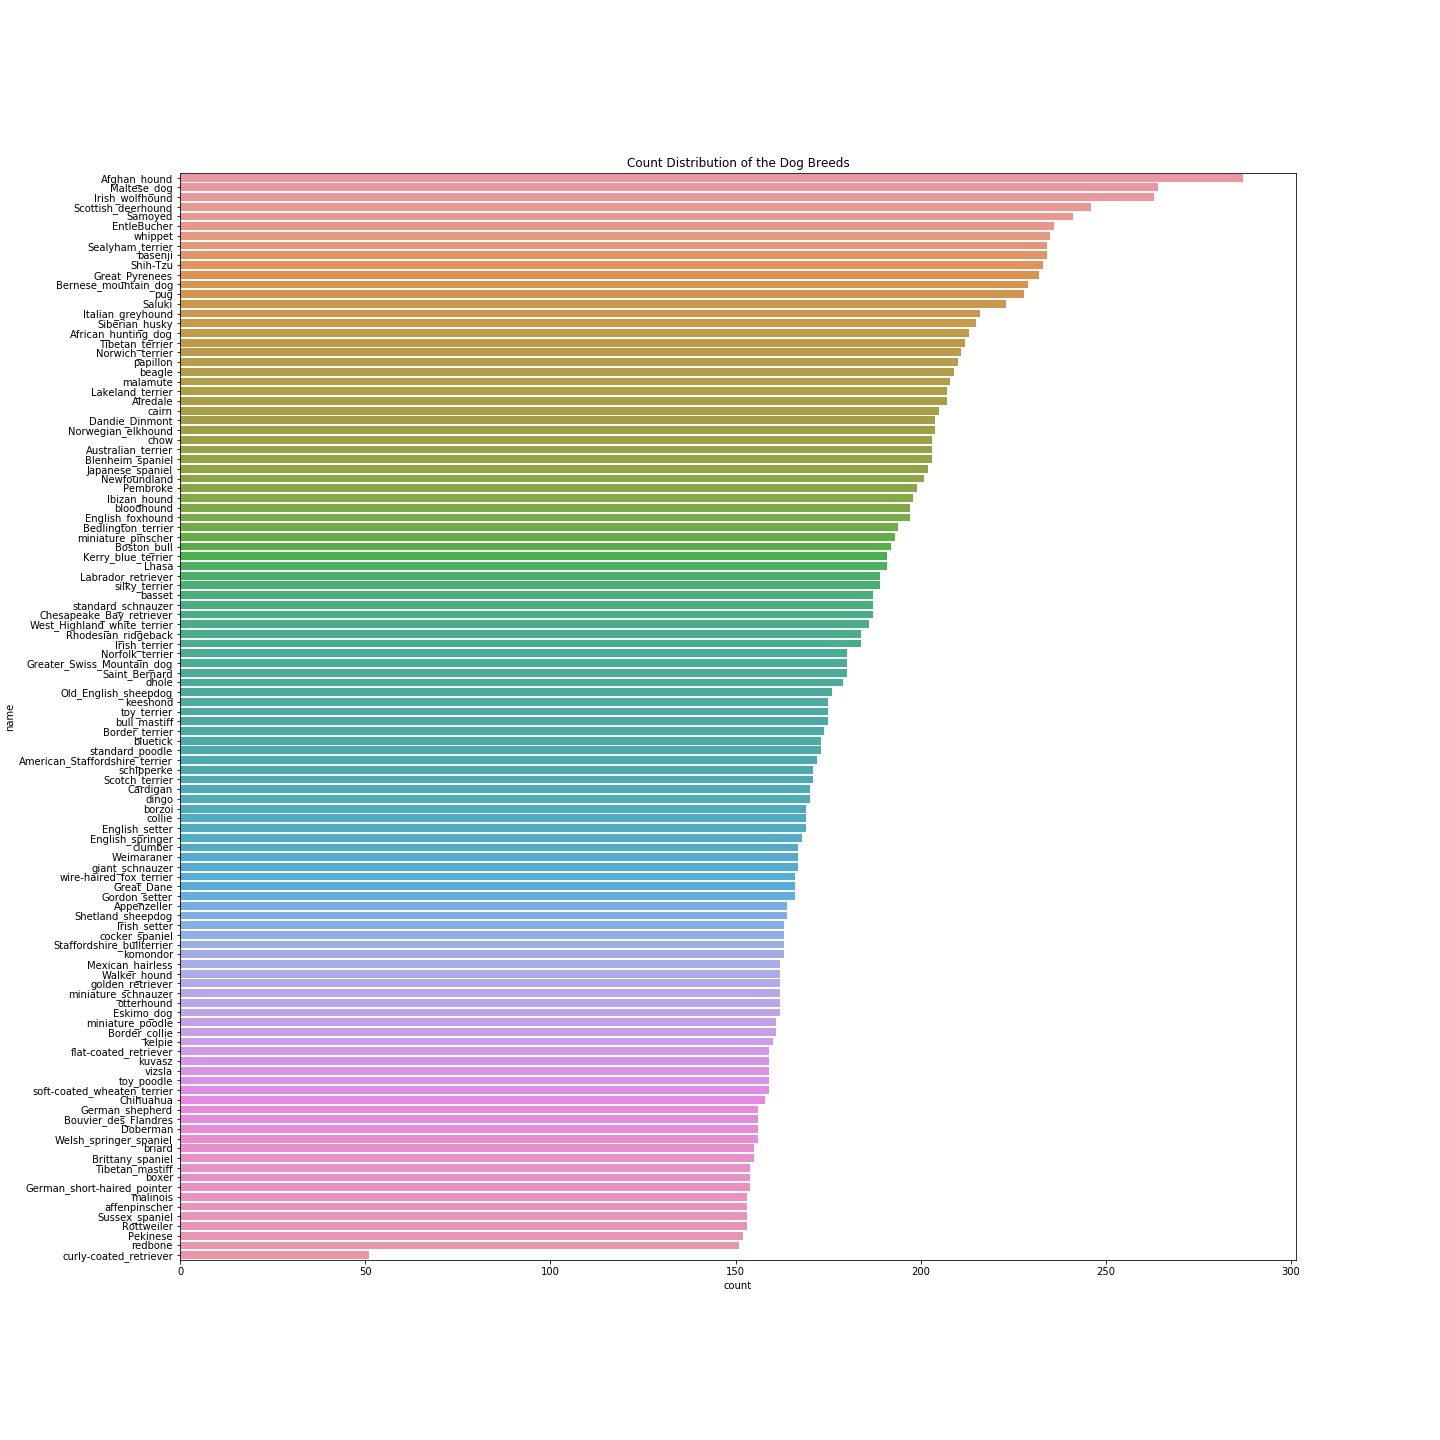 Count Distribution of the Dog Breeds
Afghan_hound
Maltese_dog
Irish_wolfhound
Scottish_deerhound
Samoyed
EntleBucher
whippet
Sealyham_terrier
basenji
Shih-Tzu
Great_Pyrenees
Bernese_mountain_dog
pug
Saluki
Italian_greyhound
Siberian_husky
African_hunting_dog
Tibetan_terrier
Norwich_terrier
papillon
beagle
malamute
Lakeland_terrier
Airedale
cairn
Dandie_Dinmont
Norwegian_elkhound
chow
Australian_terrier
Blenheim_spaniel
Japanese_spaniel
Newfoundland
Pembroke
Ibizan_hound
bloodhound
English_foxhound
Bedlington_terrier
miniature_pinscher
Boston_bull
Kerry_blue_terrier
Lhasa
Labrador_retriever
silky_terrier
basset
standard_schnauzer
Chesapeake_Bay_retriever
West_Highland_white_terrier
Rhodesian_ridgeback
Irish_terrier
Norfolk_terrier
Greater_Swiss_Mountain_dog
Saint_Bernard
dhole
Old_English_sheepdog
keeshond
toy_terrier
bull_mastiff
Border_terrier
bluetick
standard_poodle
American_Staffordshire_terrier
schipperke
Scotch_terrier
Cardigan
dingo
borzoi
collie
English_setter
English_springer
clumber
Weimaraner
giant_schnauzer
wire-haired_fox_terrier
Great_Dane
Gordon_setter
Appenzeller
Shetland_sheepdog
Irish_setter
cocker_spaniel
Staffordshire_bullterrier
komondor
Mexican_hairless
Walker_hound
golden_retriever
miniature_schnauzer
otterhound
Eskimo_dog
miniature_poodle
Border_collie
kelpie
flat-coated_retriever
kuvasz
vizsla
toy_poodle
soft-coated_wheaten_terrier
Chihuahua
German_shepherd
Bouvier_des_Flandres
Doberman
Welsh_springer_spaniel
briard
Brittany_spaniel
Tibetan_mastiff
boxer
German_short-haired_pointer
malinois
affenpinscher
Sussex_spaniel
Rottweiler
Pekinese
redbone
curly-coated_retriever
name
0 50 100 150 200 250 300
count